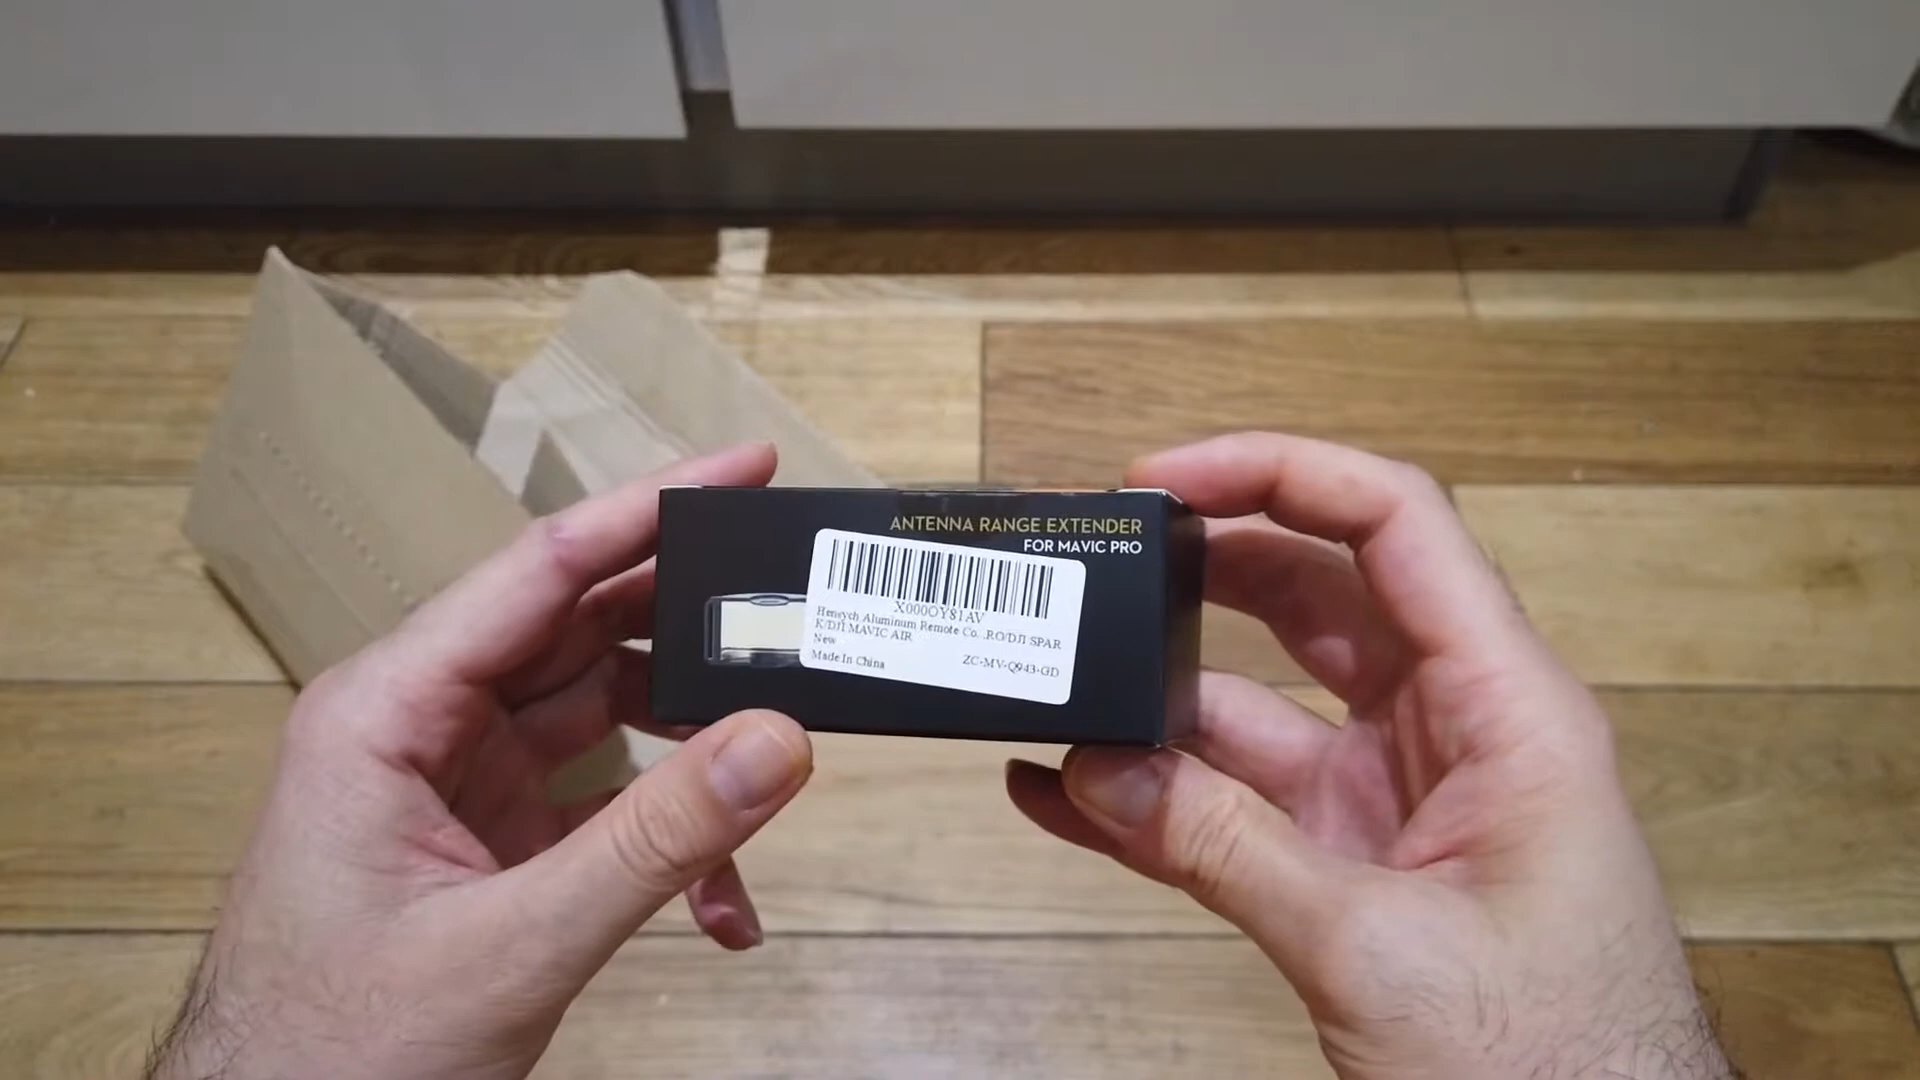 ANTENNA RANGE EXTENDER
FOR MAVIC PRO
X000OY81AV
Hensych Aluminum Remote Co...RO/DJI SPAR
K/DJI MAVIC AIR
New
Made In China ZC-MV-Q943-GD